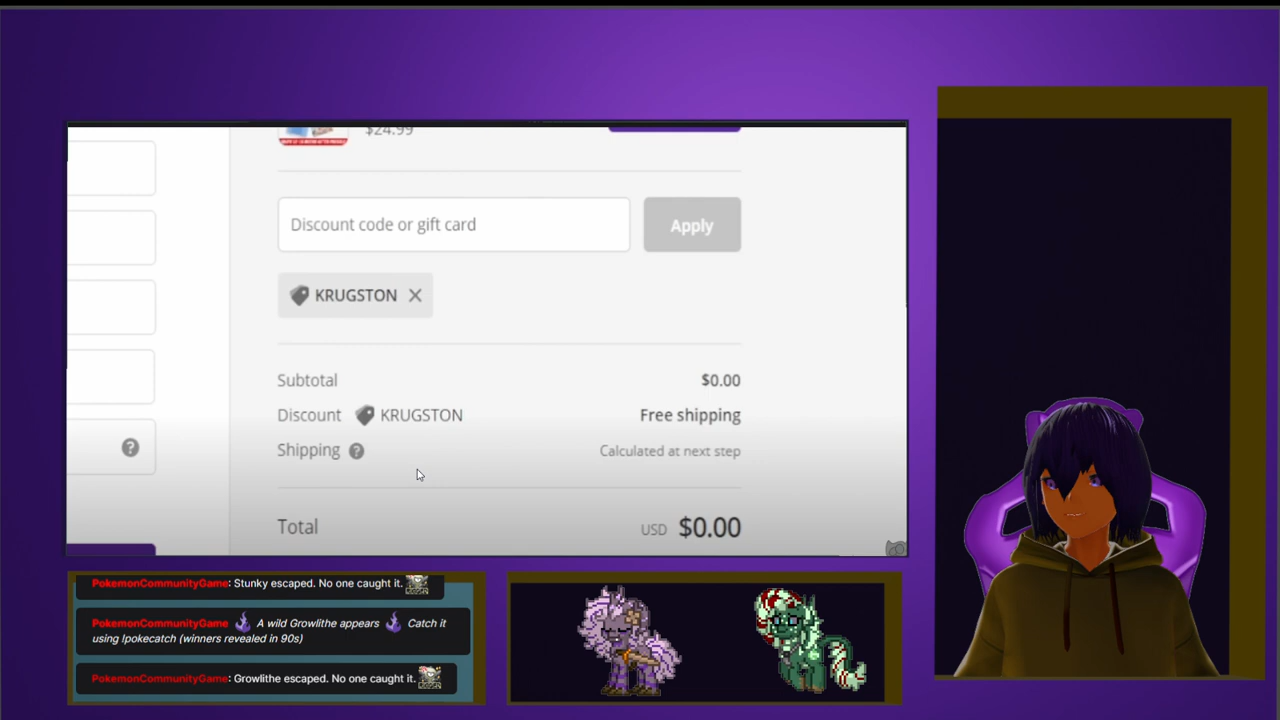 $24.99
Discount code or gift card
Apply
KRUGSTON
Subtotal $0.00
Discount KRUGSTON Free shipping
Shipping ? Calculated at next step
?
Total USD $0.00
PokemonCommunityGame: Stunky escaped. No one caught it.
PokemonCommunityGame: A wild Growlithe appears Catch it
using !pokecatch (winners revealed in 90s)
PokemonCommunityGame: Growlithe escaped. No one caught it.